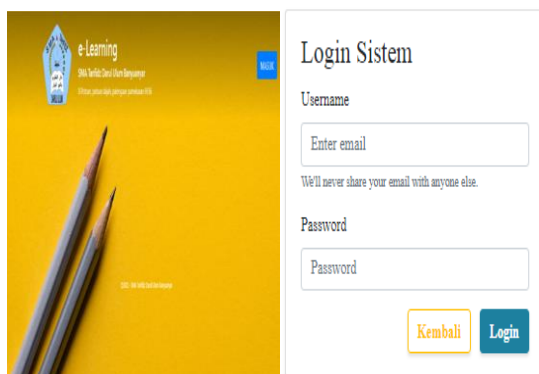 e-Learning
SMA Tahfidz Darul Ulum Banyuanyar
MASUK
Login Sistem
Username
Enter email
We'll never share your email with anyone else.
Password
Password
Kembali
Login